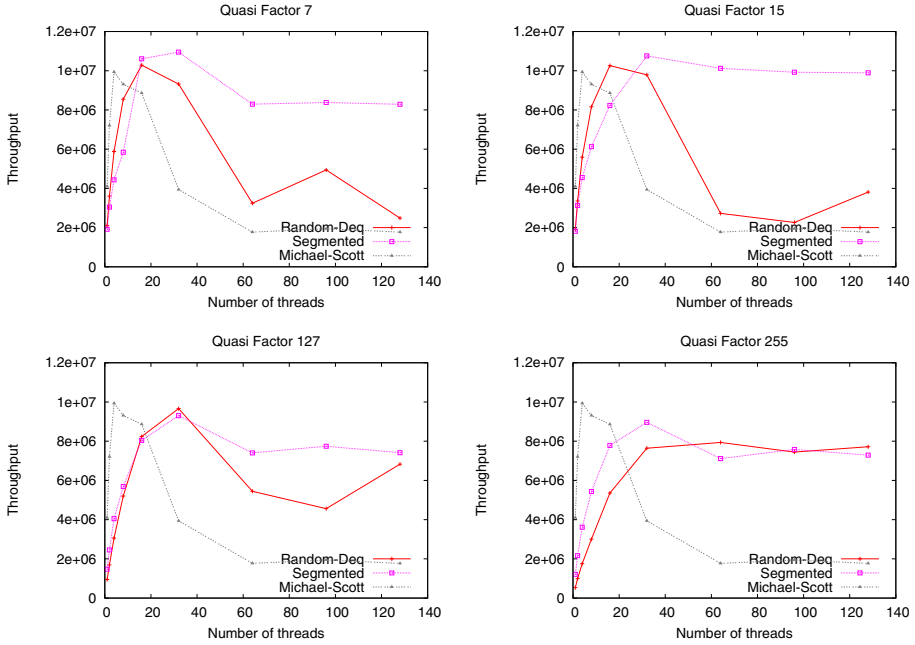 Quasi Factor 7
1.2e+07
1e+07
8e+06
6e+06
4e+06
2e+06
0
Throughput
Random-Deq
Segmented
Michael-Scott
0 20 40 60 80 100 120 140
Number of threads
Quasi Factor 15
1.2e+07
1e+07
8e+06
6e+06
4e+06
2e+06
0
Throughput
Random-Deq
Segmented
Michael-Scott
0 20 40 60 80 100 120 140
Number of threads
Quasi Factor 127
1.2e+07
1e+07
8e+06
6e+06
4e+06
2e+06
0
Throughput
Random-Deq
Segmented
Michael-Scott
0 20 40 60 80 100 120 140
Number of threads
Quasi Factor 255
1.2e+07
1e+07
8e+06
6e+06
4e+06
2e+06
0
Throughput
Random-Deq
Segmented
Michael-Scott
0 20 40 60 80 100 120 140
Number of threads